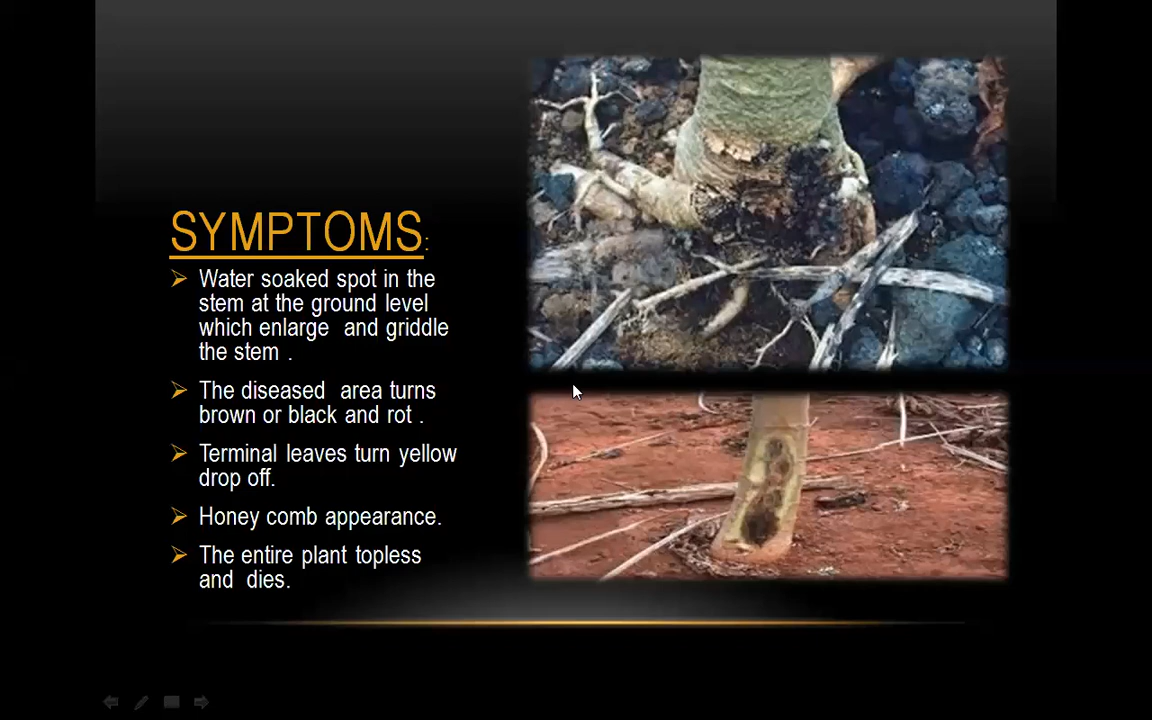 SYMPTOMS:
Water soaked spot in the
stem at the ground level
which enlarge and griddle
the stem .
The diseased area turns
brown or black and rot .
Terminal leaves turn yellow
drop off.
Honey comb appearance.
The entire plant topless
and dies.